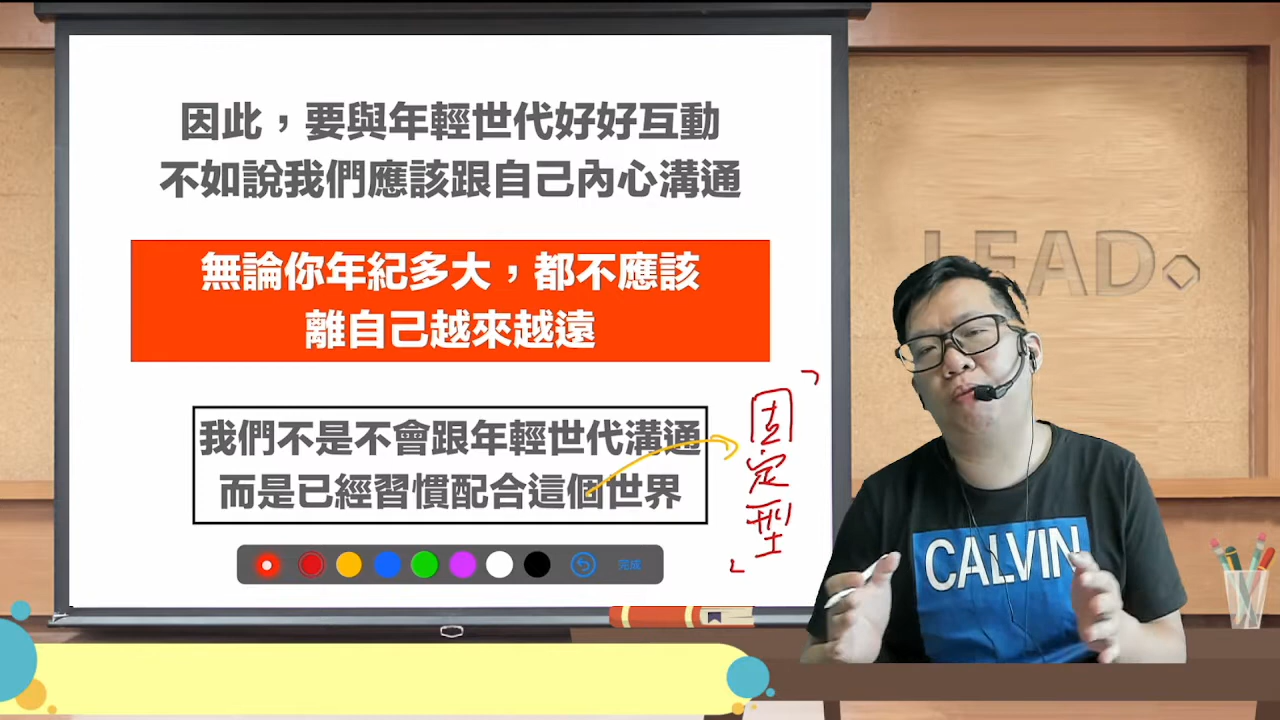 因此，要與年輕世代好好互動
不如說我們應該跟自己內心溝通
無論你年紀多大，都不應該
離自己越來越遠
我們不是不會跟年輕世代溝通
而是已經習慣配合這個世界
「固定型」
完成
LEAD
CALVIN